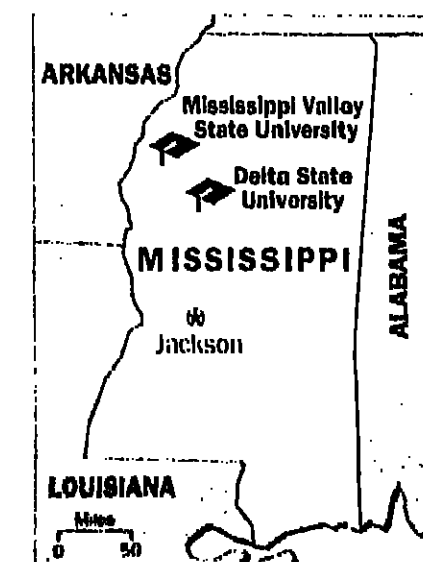 ARKANSAS
Mississippi Valley
State University
Delta State
University
MISSISSIPPI
ALABAMA
Jackson
LOUISIANA
Miles
0 50